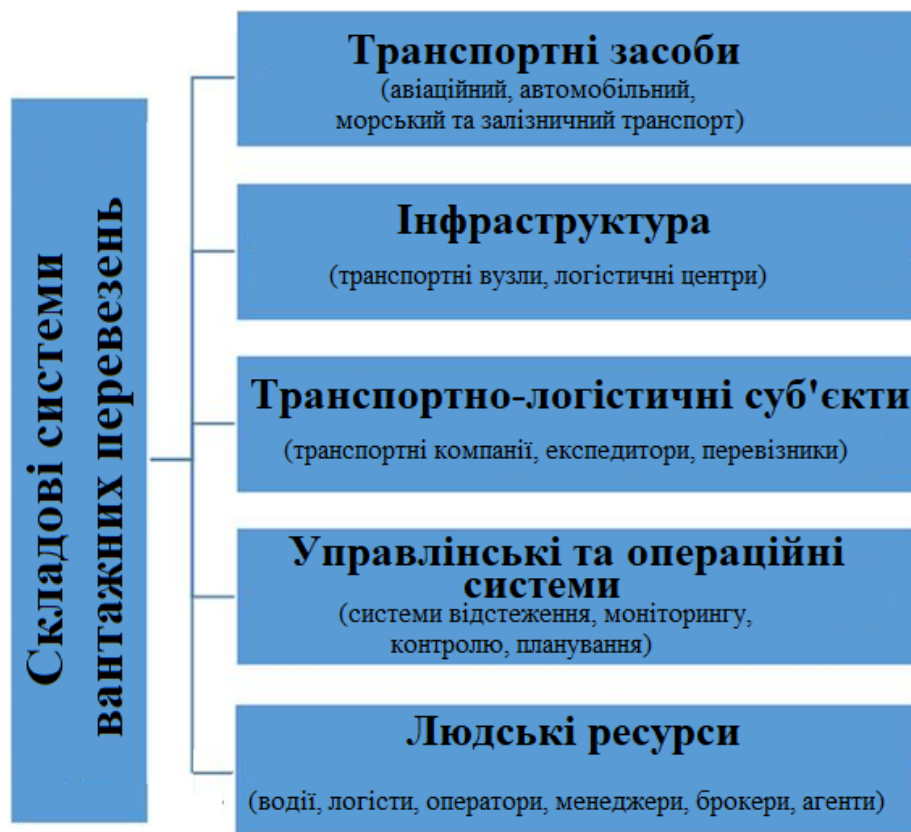 Складові системи
вантажних перевезень
Транспортні засоби
(авіаційний, автомобільний,
морський та залізничний транспорт)
Інфраструктура
(транспортні вузли, логістичні центри)
Транспортно-логістичні суб'єкти
(транспортні компанії, експедитори, перевізники)
Управлінські та операційні
системи
(системи відстеження, моніторингу,
контролю, планування)
Людські ресурси
(водії, логісти, оператори, менеджери, брокери, агенти)